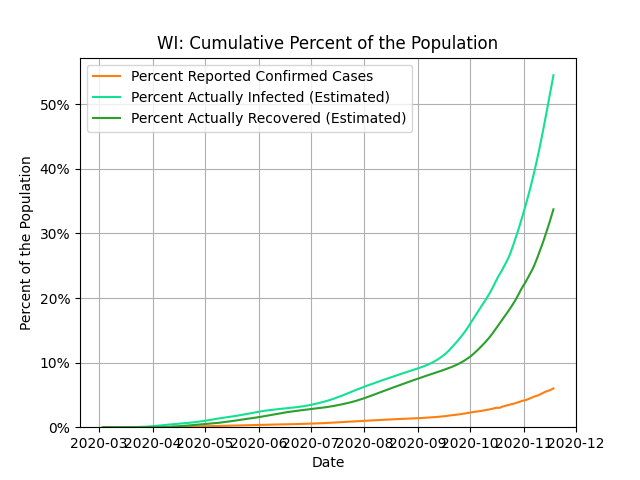 WI: Cumulative Percent of the Population
Percent Reported Confirmed Cases
Percent Actually Infected (Estimated)
Percent Actually Recovered (Estimated)
Percent of the Population
50%
40%
30%
20%
10%
0%
2020-03 2020-04 2020-05 2020-06 2020-07 2020-08 2020-09 2020-10 2020-11 2020-12
Date